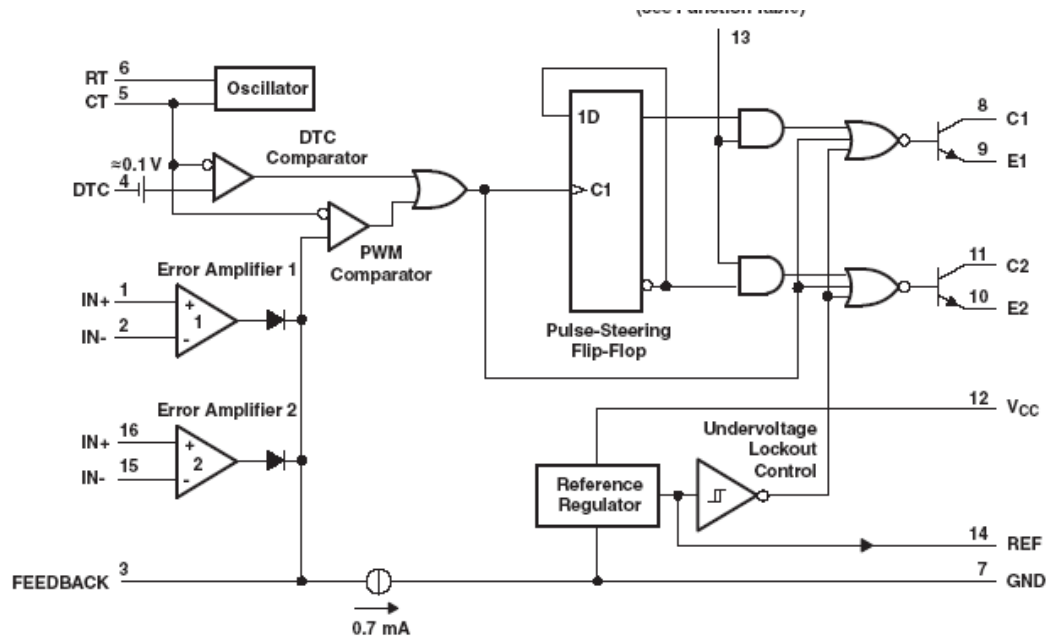 (See Function Table)
13
RT 6
CT 5
Oscillator
DTC
Comparator
≈0.1 V
DTC 4
PWM
Comparator
1D
C1
Pulse-Steering
Flip-Flop
8 C1
9 E1
11 C2
10 E2
Error Amplifier 1
IN+ 1
IN- 2
+
1
-
Error Amplifier 2
IN+ 16
IN- 15
+
2
-
12 VCC
Undervoltage
Lockout
Control
Reference
Regulator
14 REF
FEEDBACK 3
7 GND
0.7 mA